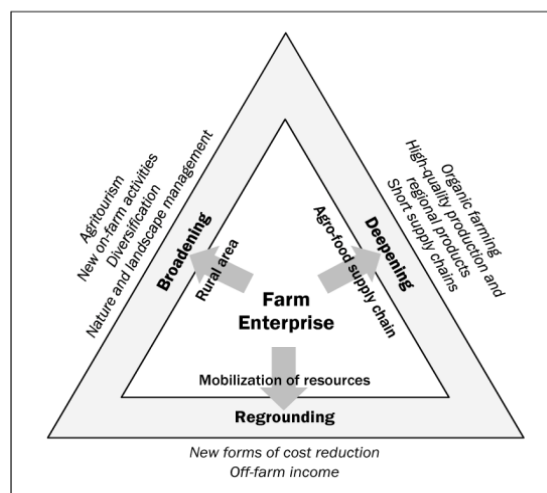 Agritourism
New on-farm activities
Diversification
Nature and landscape management
Broadening
Rural area
Organic farming
High-quality production and
regional products
Short supply chains
Deepening
Agro-food supply chain
Farm
Enterprise
Mobilization of resources
Regrounding
New forms of cost reduction
Off-farm income